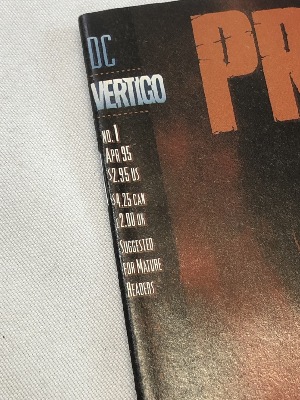 DC
VERTIGO
PR
NO. 1
APR 95
$2.95 US
$4.25 CAN
£2.00 UK
SUGGESTED
FOR MATURE
READERS